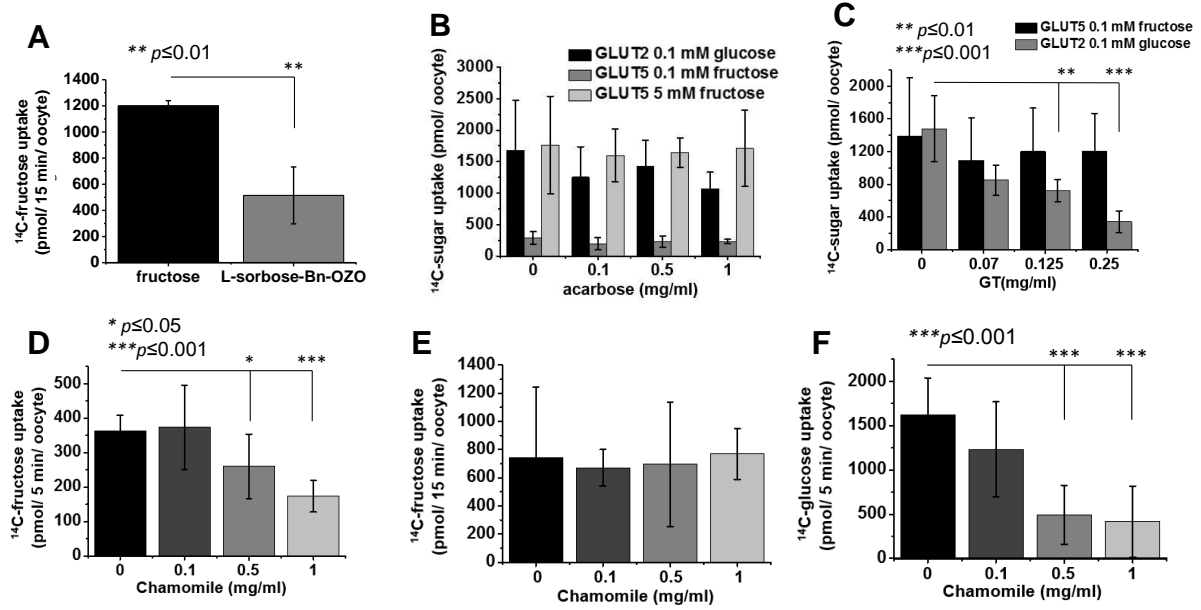 A
** p≤0.01
**
1400
1200
1000
800
600
400
200
0
¹⁴C-fructose uptake
(pmol/ 15 min/ oocyte)
fructose
L-sorbose-Bn-OZO
B
GLUT2 0.1 mM glucose
GLUT5 0.1 mM fructose
GLUT5 5 mM fructose
3000
2500
2000
1500
1000
500
0
¹⁴C-sugar uptake (pmol/ oocyte)
0 0.1 0.5 1
acarbose (mg/ml)
C
** p≤0.01
***p≤0.001
GLUT5 0.1 mM fructose
GLUT2 0.1 mM glucose
** ***
2000
1600
1200
800
400
0
¹⁴C-sugar uptake (pmol/ oocyte)
0 0.07 0.125 0.25
GT(mg/ml)
D
* p≤0.05
***p≤0.001
* ***
500
400
300
200
100
0
¹⁴C-fructose uptake
(pmol/ 5 min/ oocyte)
0 0.1 0.5 1
Chamomile (mg/ml)
E
1400
1200
1000
800
600
400
200
0
¹⁴C-fructose uptake
(pmol/ 15 min/ oocyte)
0 0.1 0.5 1
Chamomile (mg/ml)
F
***p≤0.001
*** ***
2000
1500
1000
500
0
¹⁴C-glucose uptake
(pmol/ 5 min/ oocyte)
0 0.1 0.5 1
Chamomile (mg/ml)